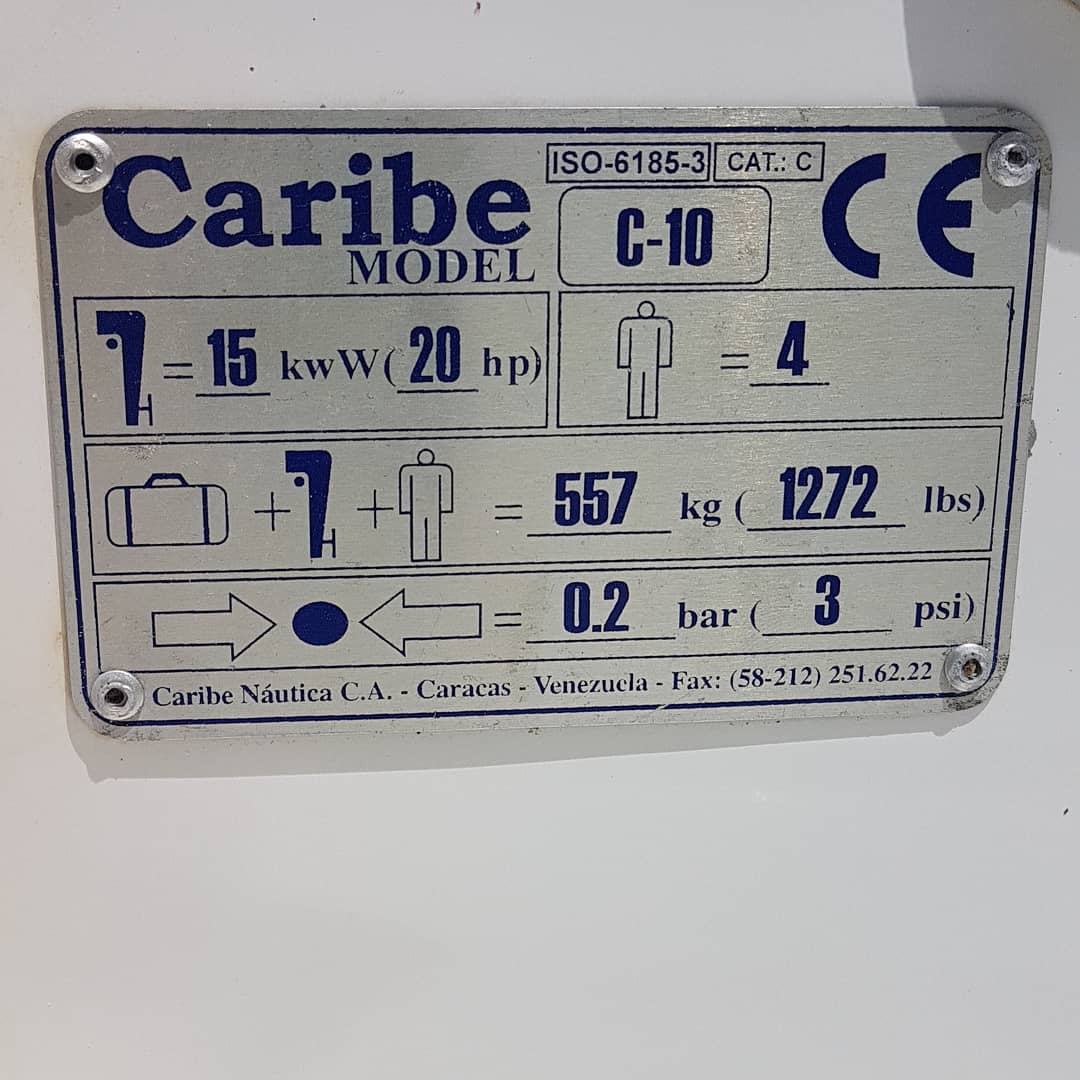 Caribe
MODEL
ISO-6185-3 CAT.: C
C-10
CE
= 15 kwW (20 hp)
= 4
+ + = 557 kg (1272 lbs)
= 0.2 bar (3 psi)
Caribe Náutica C.A. - Caracas - Venezuela - Fax: (58-212) 251.62.22